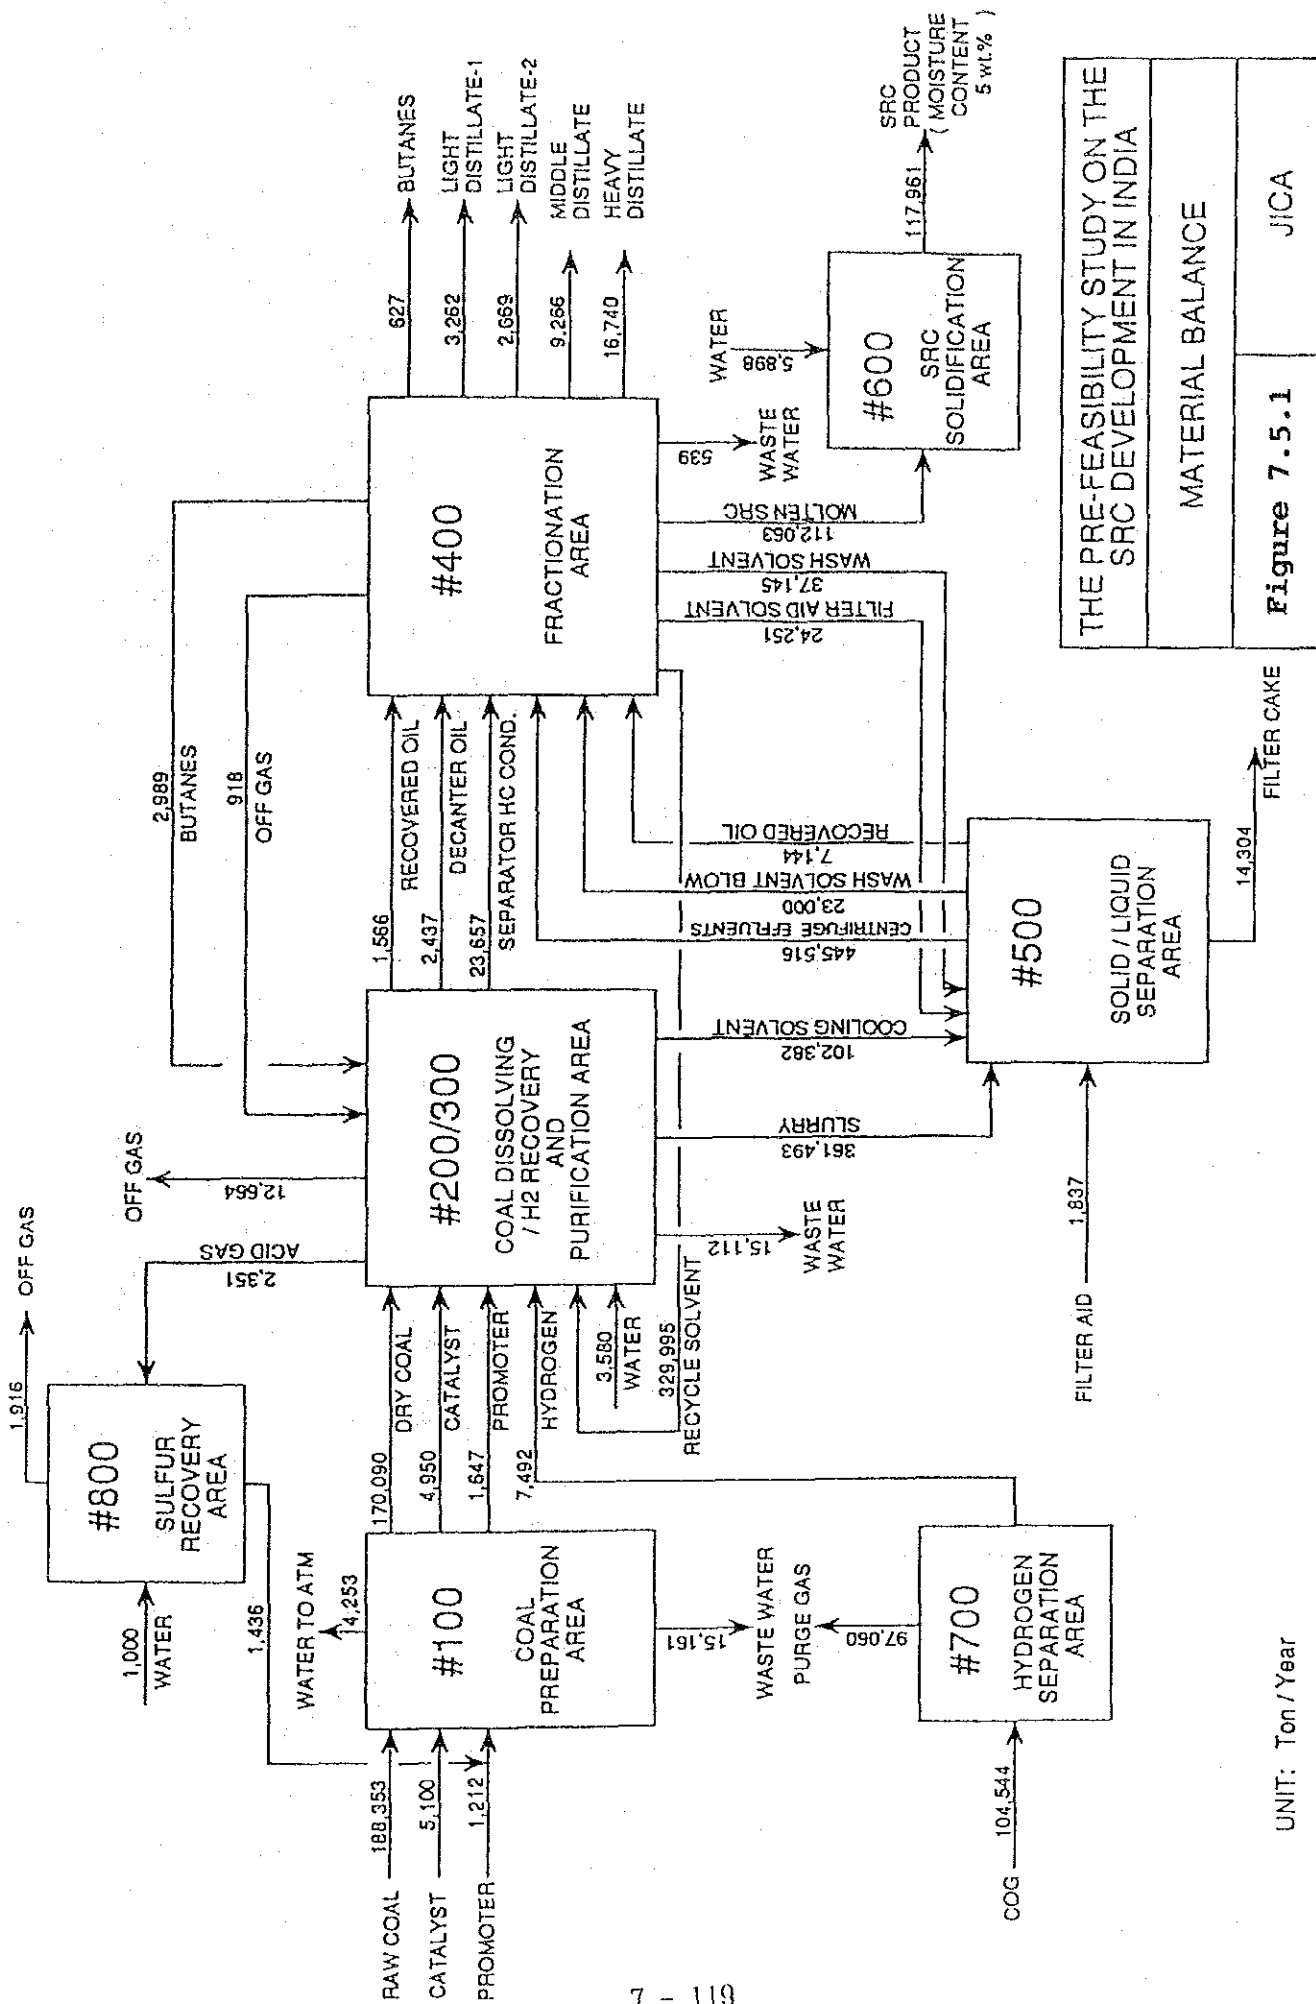 OFF GAS
1,916
#800
SULFUR
RECOVERY
AREA
1,000
WATER
1,436
ACID GAS
2,351
OFF GAS
12,664
2,989
BUTANES
918
OFF GAS
RAW COAL
188,353
CATALYST
5,100
PROMOTER
1,212
WATER TO ATM
14,253
#100
COAL
PREPARATION
AREA
15,161
WASTE WATER
170,090
DRY COAL
4,950
CATALYST
1,647
PROMOTER
7,492
HYDROGEN
3,580
WATER
329,995
RECYCLE SOLVENT
#200/300
COAL DISSOLVING
/ H2 RECOVERY
AND
PURIFICATION AREA
15,112
WASTE
WATER
SLURRY
361,493
COOLING SOLVENT
102,382
1,566
RECOVERED OIL
2,437
DECANTER OIL
23,657
SEPARATOR HC COND.
#400
FRACTIONATION
AREA
627
BUTANES
3,262
LIGHT
DISTILLATE-1
2,669
LIGHT
DISTILLATE-2
9,266
MIDDLE
DISTILLATE
16,740
HEAVY
DISTILLATE
539
WASTE
WATER
MOLTEN SRC
112,063
WASH SOLVENT
37,145
FILTER AID SOLVENT
24,251
RECOVERED OIL
7,144
WASH SOLVENT BLOW
23,000
CENTRIFUGE EFFLUENTS
445,516
WATER
5,898
#600
SRC
SOLIDIFICATION
AREA
117,961
SRC
PRODUCT
( MOISTURE
CONTENT
5 wt.% )
#500
SOLID / LIQUID
SEPARATION
AREA
FILTER AID
1,837
14,304
FILTER CAKE
PURGE GAS
97,060
#700
HYDROGEN
SEPARATION
AREA
COG
104,544
UNIT: Ton / Year
THE PRE-FEASIBILITY STUDY ON THE
SRC DEVELOPMENT IN INDIA
MATERIAL BALANCE
Figure 7.5.1
JICA
7 - 119